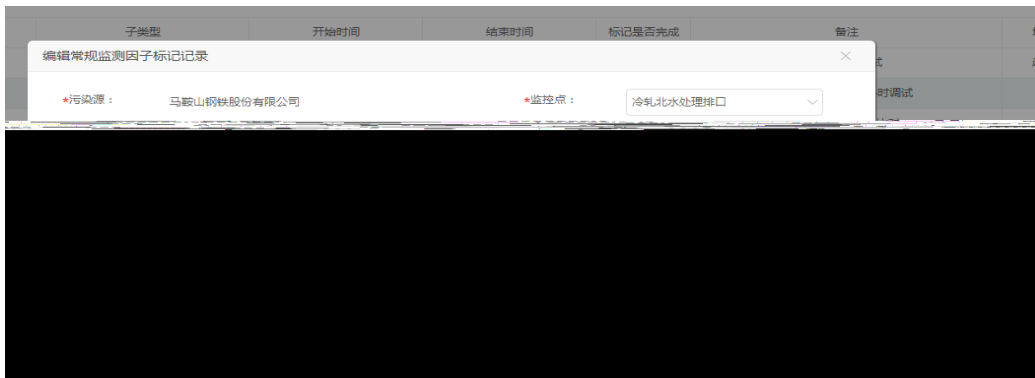 子类型 开始时间 结束时间 标记是否完成 备注
编辑常规监测因子标记记录
*污染源： 马鞍山钢铁股份有限公司 *监控点： 冷轧北水处理排口
时调试